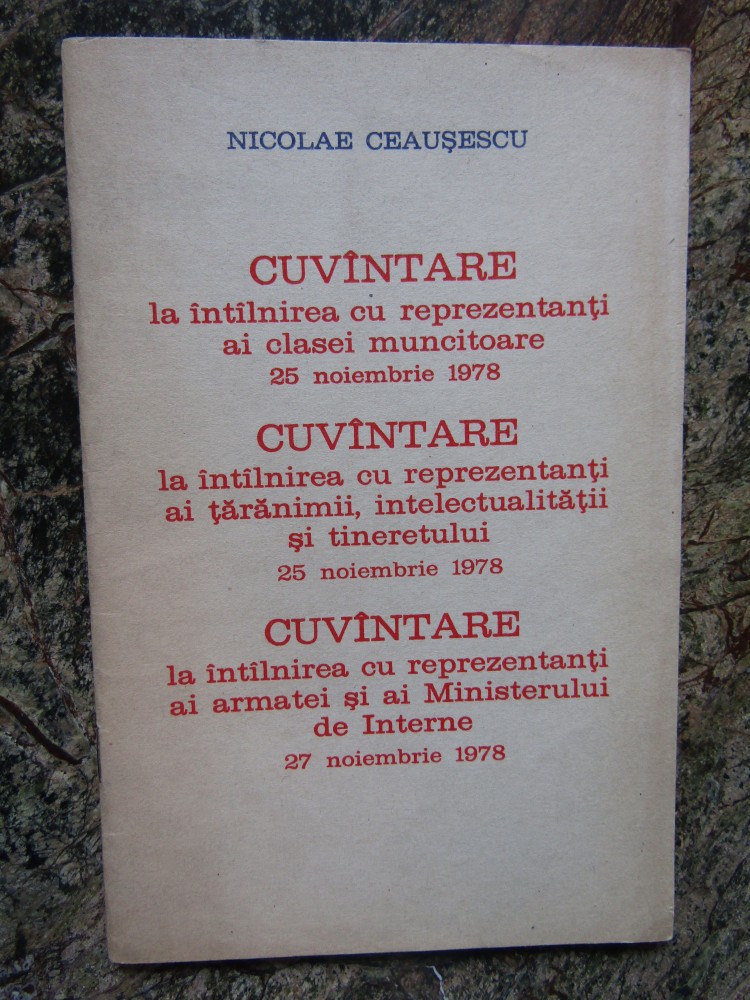 NICOLAE CEAUŞESCU
CUVÎNTARE
la întîlnirea cu reprezentanţi
ai clasei muncitoare
25 noiembrie 1978
CUVÎNTARE
la întîlnirea cu reprezentanţi
ai ţărănimii, intelectualităţii
şi tineretului
25 noiembrie 1978
CUVÎNTARE
la întîlnirea cu reprezentanţi
ai armatei şi ai Ministerului
de Interne
27 noiembrie 1978